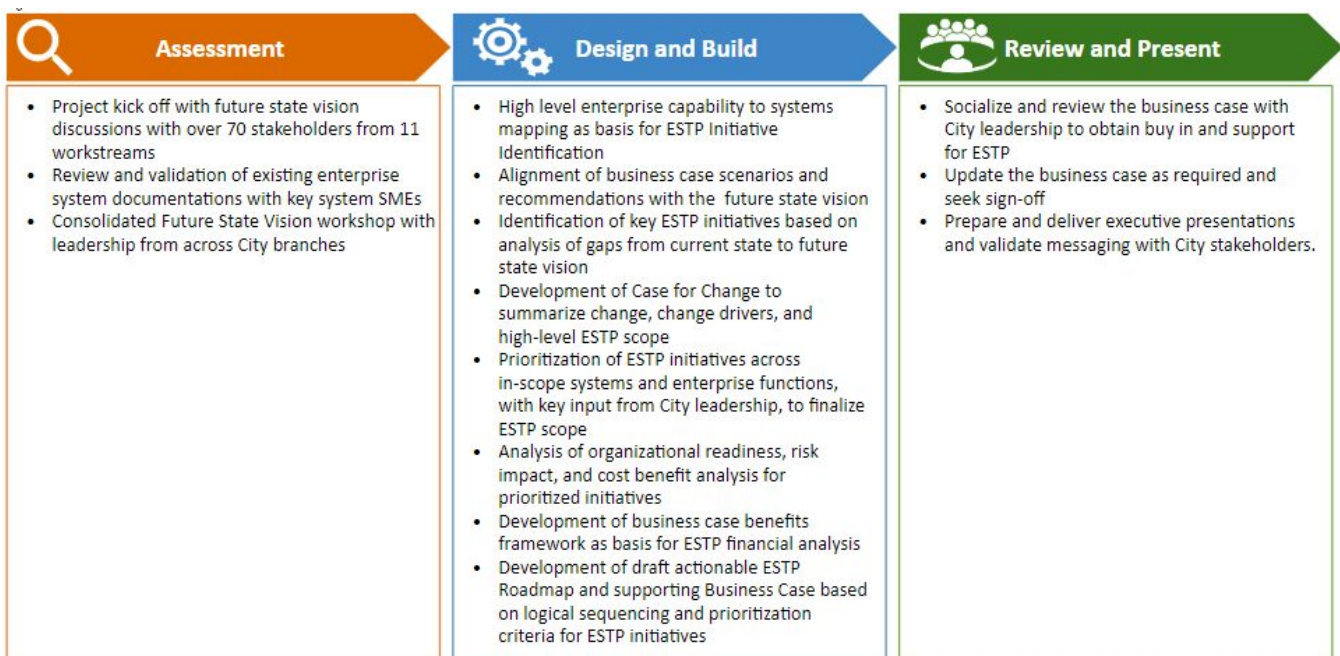 Assessment
• Project kick off with future state vision
discussions with over 70 stakeholders from 11
workstreams
• Review and validation of existing enterprise
system documentations with key system SMEs
• Consolidated Future State Vision workshop with
leadership from across City branches
Design and Build
• High level enterprise capability to systems
mapping as basis for ESTP Initiative
Identification
• Alignment of business case scenarios and
recommendations with the future state vision
• Identification of key ESTP initiatives based on
analysis of gaps from current state to future
state vision
• Development of Case for Change to
summarize change, change drivers, and
high-level ESTP scope
• Prioritization of ESTP initiatives across
in-scope systems and enterprise functions,
with key input from City leadership, to finalize
ESTP scope
• Analysis of organizational readiness, risk
impact, and cost benefit analysis for
prioritized initiatives
• Development of business case benefits
framework as basis for ESTP financial analysis
• Development of draft actionable ESTP
Roadmap and supporting Business Case based
on logical sequencing and prioritization
criteria for ESTP initiatives
Review and Present
• Socialize and review the business case with
City leadership to obtain buy in and support
for ESTP
• Update the business case as required and
seek sign-off
• Prepare and deliver executive presentations
and validate messaging with City stakeholders.